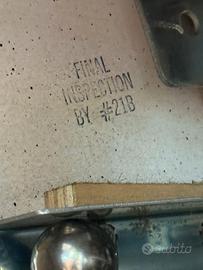 FINAL
INSPECTION
BY #21B
subito